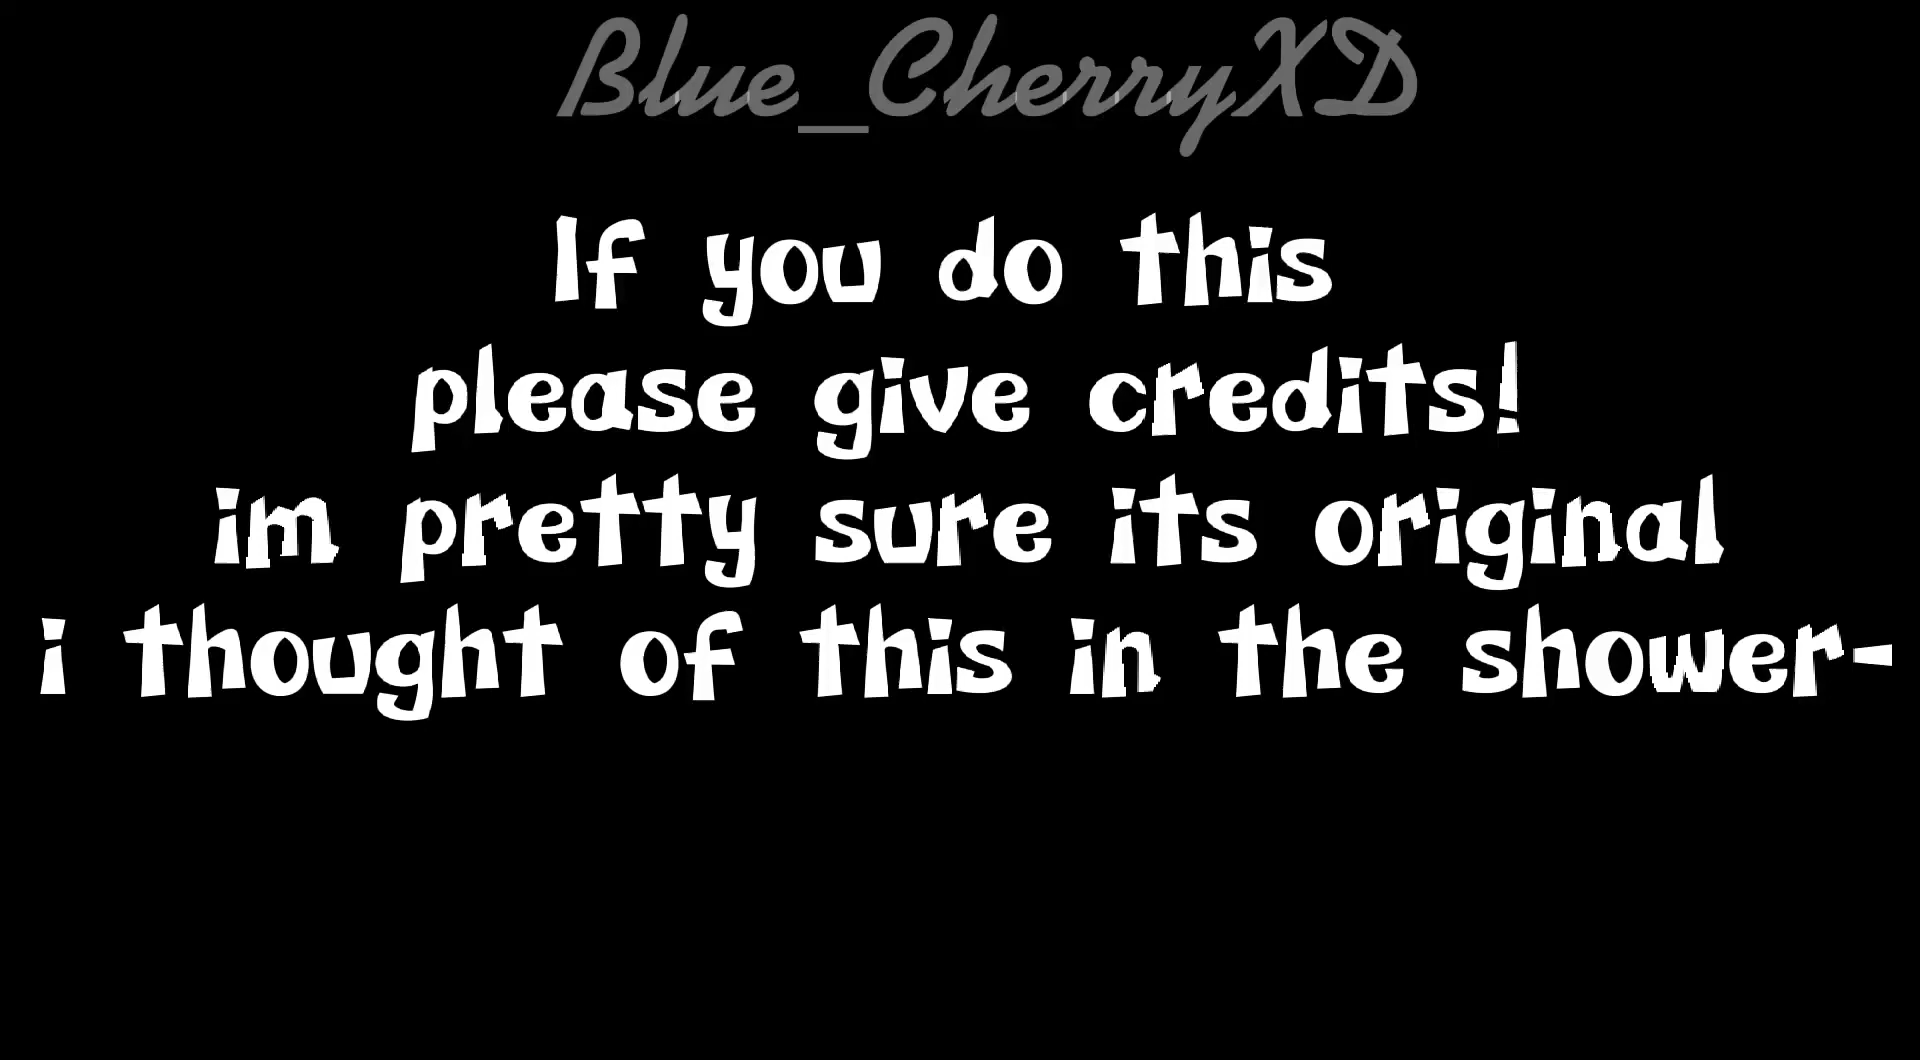 Blue_CherryXD
If you do this
please give credits!
im pretty sure its original
i thought of this in the shower-